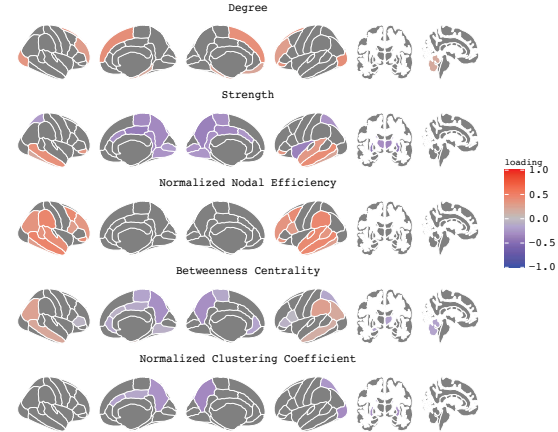 Degree
Strength
Normalized Nodal Efficiency
Betweenness Centrality
Normalized Clustering Coefficient
loading
1.0
0.5
0.0
−0.5
−1.0